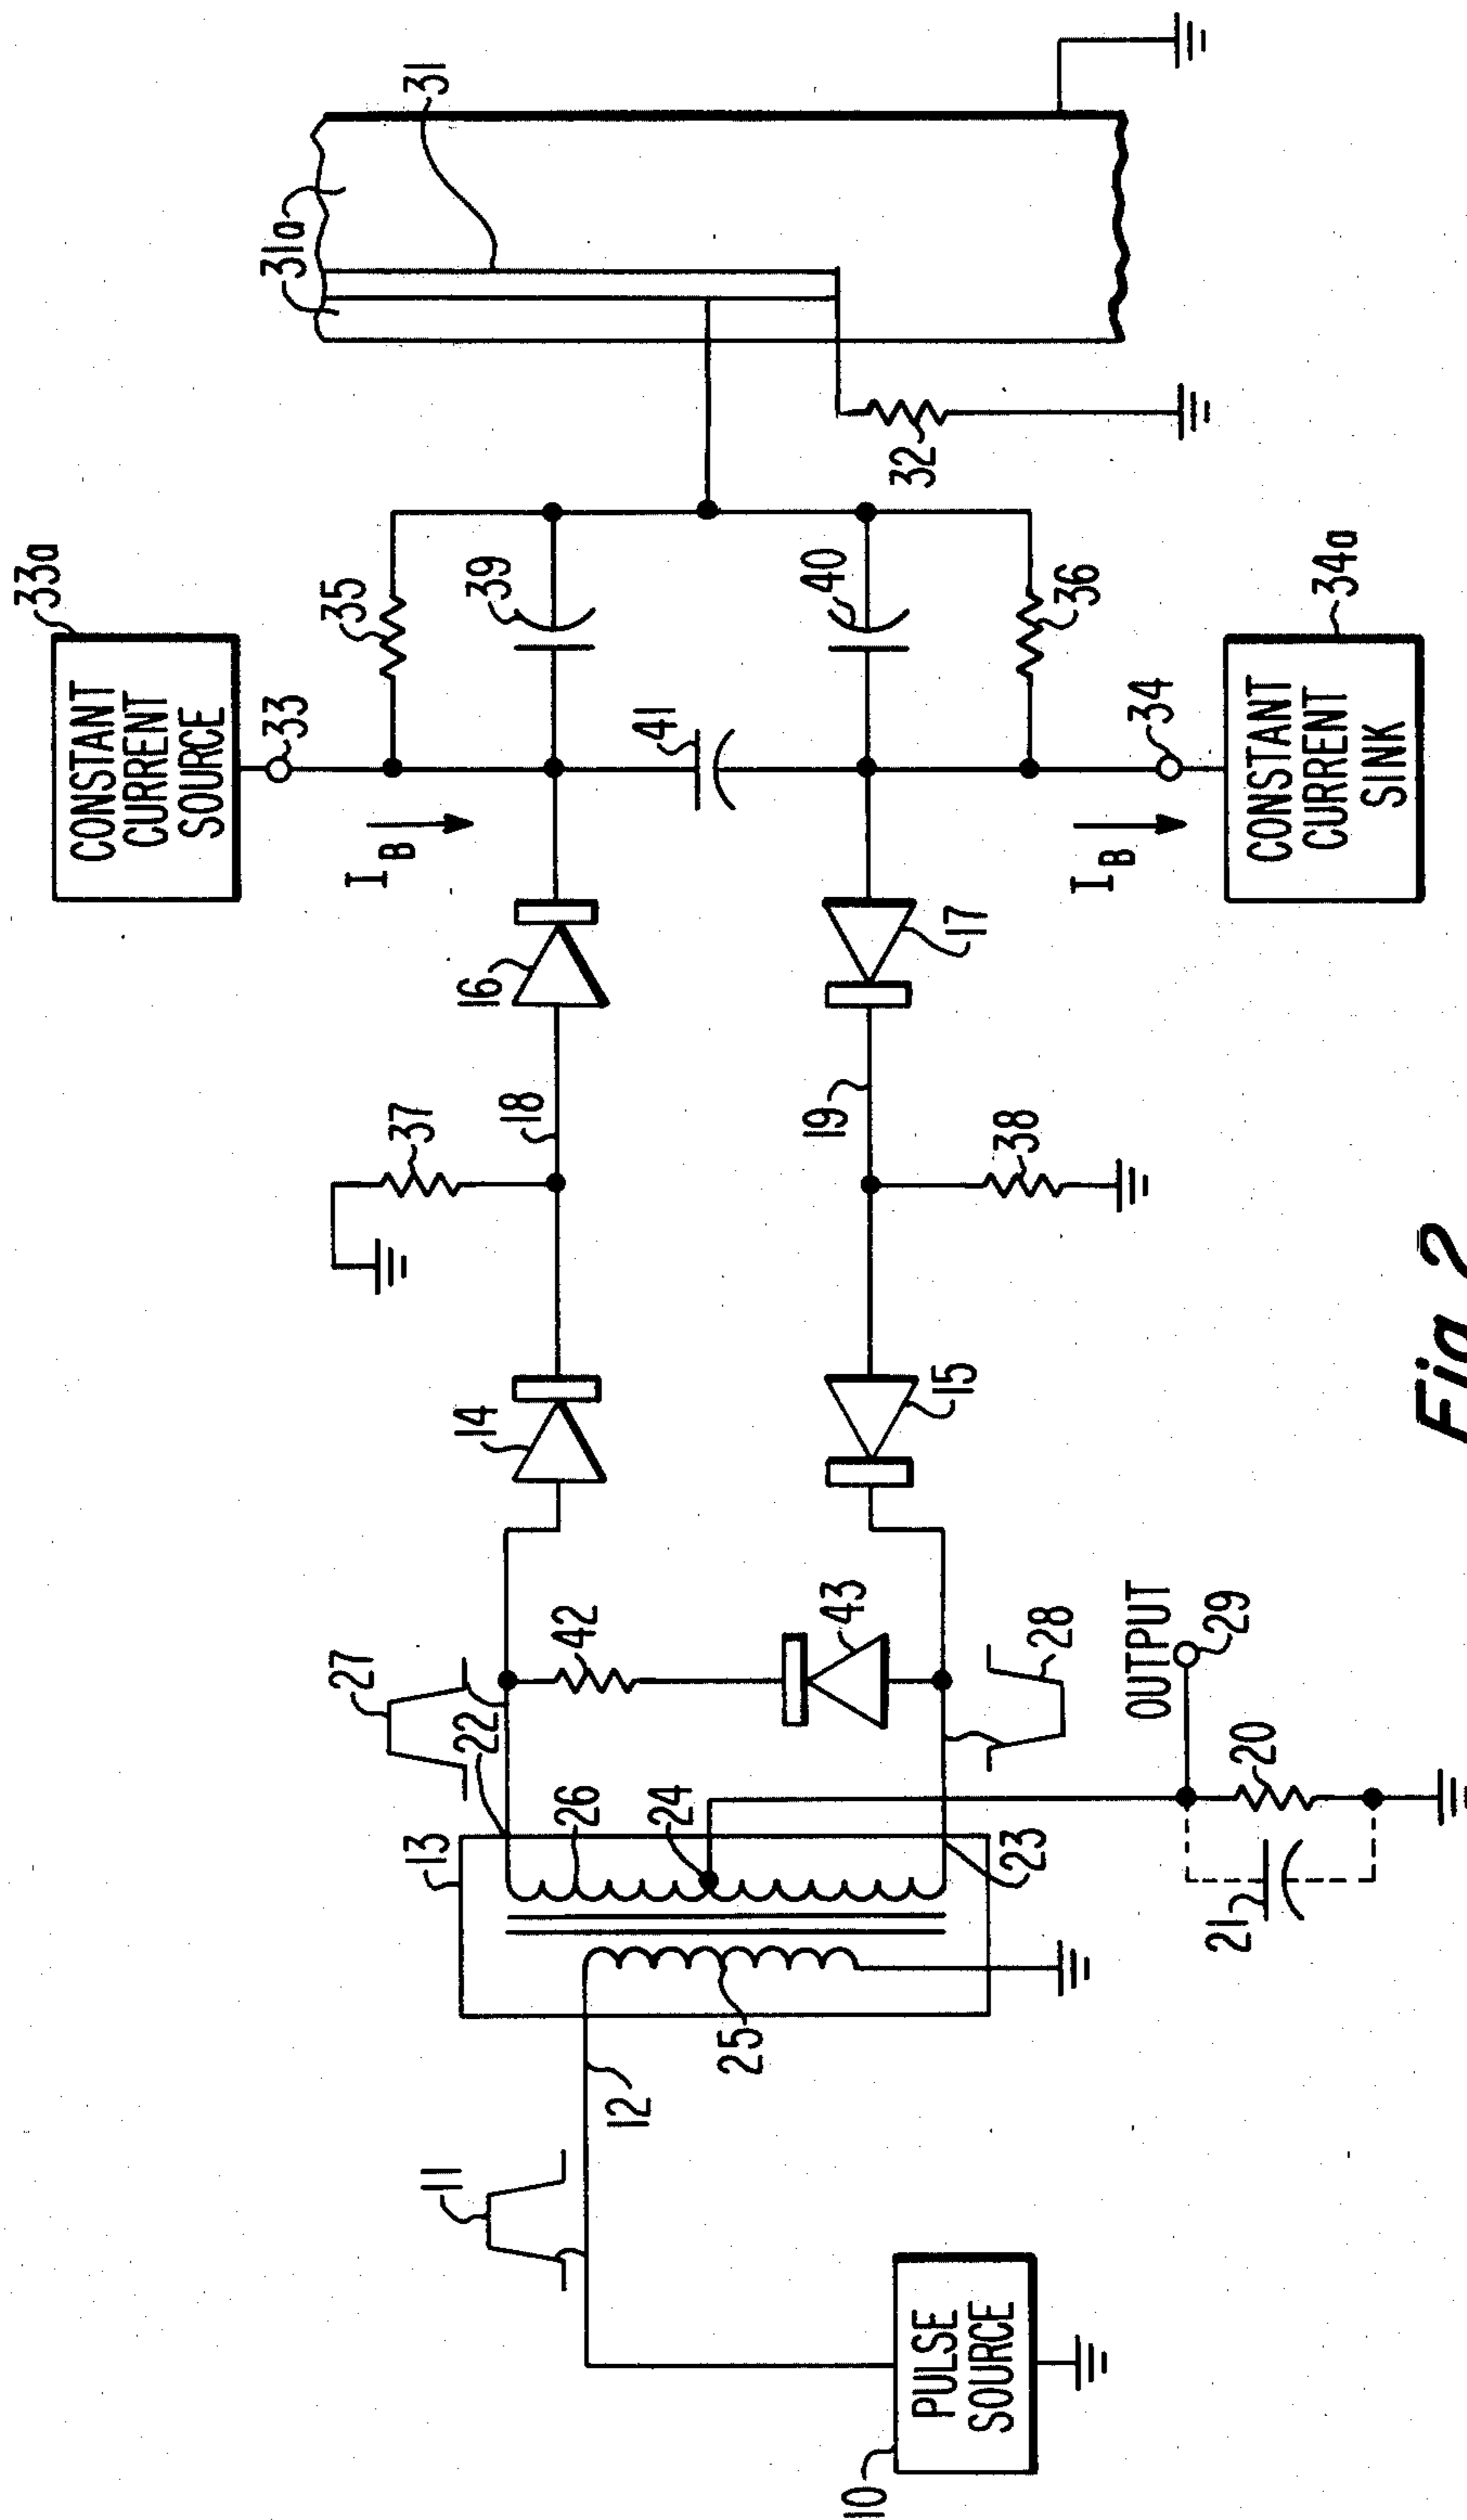 33a
CONSTANT
CURRENT
SOURCE
33
31a
35
27
I B
37
31
13
11
14
22
16
39
18
42
26
12
41
24
25
19
40
43
10
32
PULSE
SOURCE
15
17
38
23
28
36
I B
OUTPUT
34
29
21
20
34a
CONSTANT
CURRENT
SINK
Fig 2